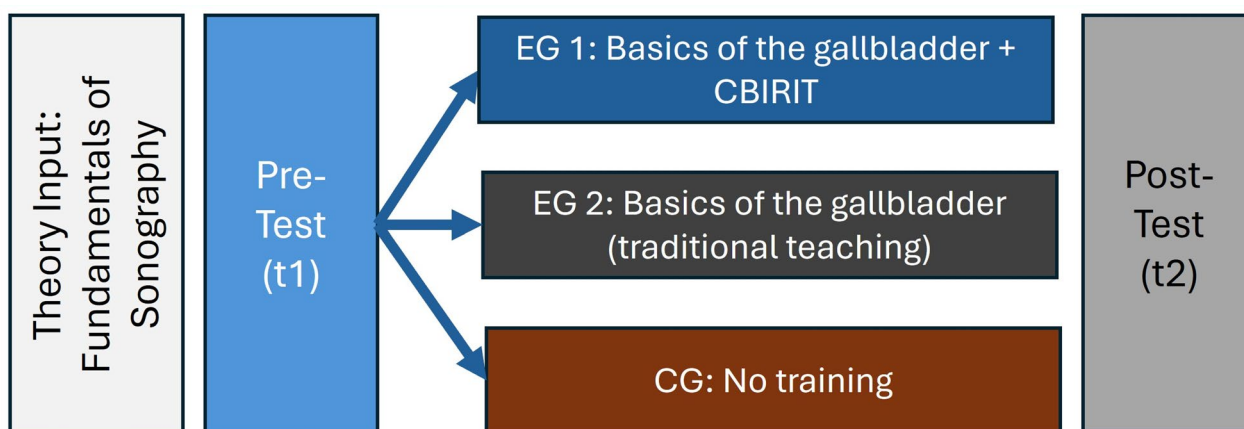 Theory Input:
Fundamentals of
Sonography
Pre-
Test
(t1)
EG 1: Basics of the gallbladder +
CBIRIT
EG 2: Basics of the gallbladder
(traditional teaching)
CG: No training
Post-
Test
(t2)